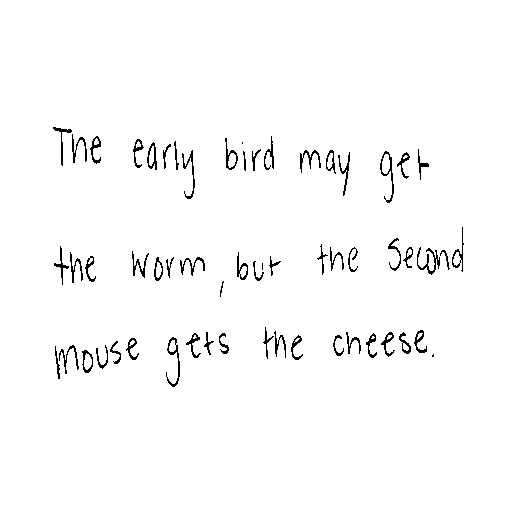 The early bird may get
the worm, but the second
mouse gets the cheese.